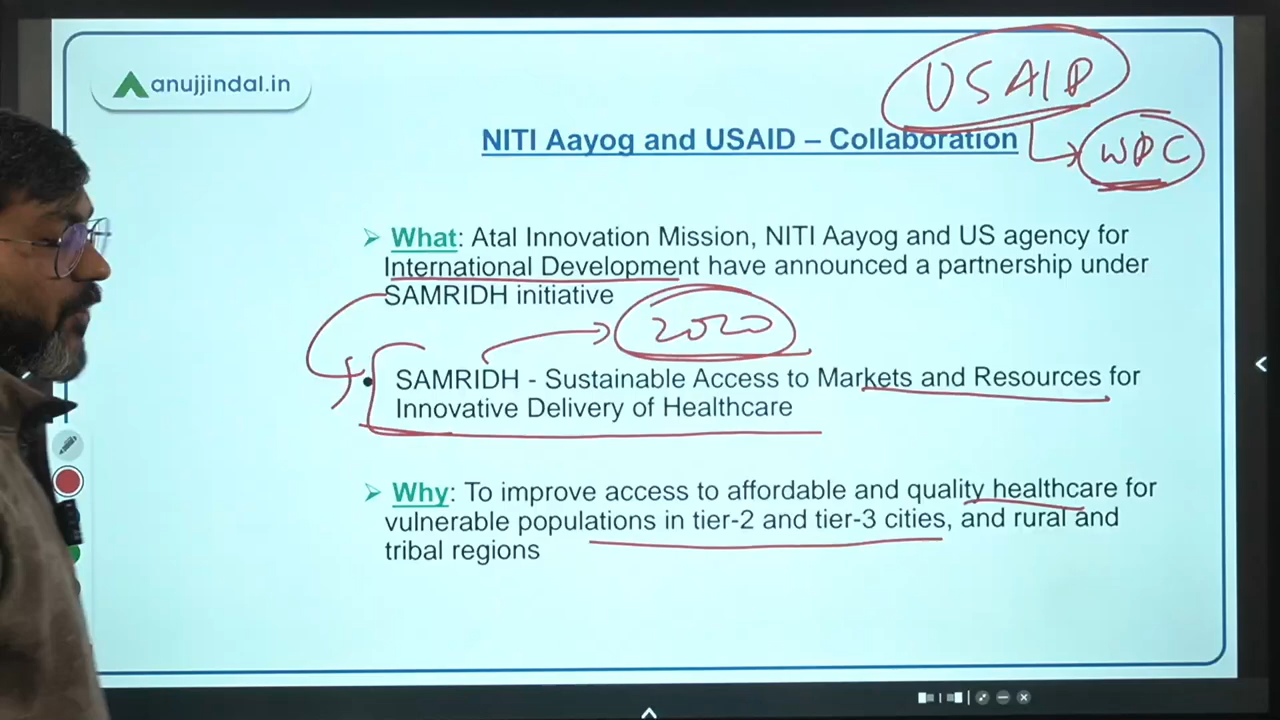 anujjindal.in
USAID
WDC
NITI Aayog and USAID – Collaboration
➢ What: Atal Innovation Mission, NITI Aayog and US agency for
International Development have announced a partnership under
SAMRIDH initiative
2020
• SAMRIDH - Sustainable Access to Markets and Resources for
Innovative Delivery of Healthcare
➢ Why: To improve access to affordable and quality healthcare for
vulnerable populations in tier-2 and tier-3 cities, and rural and
tribal regions